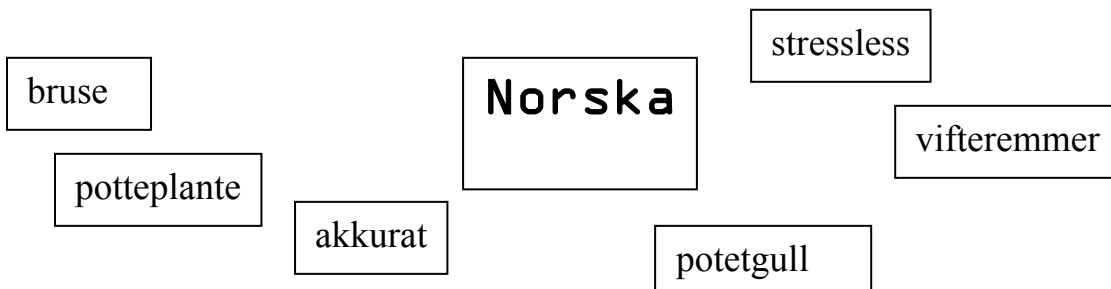 stressless
bruse
Norska
vifteremmer
potteplante
akkurat
potetgull